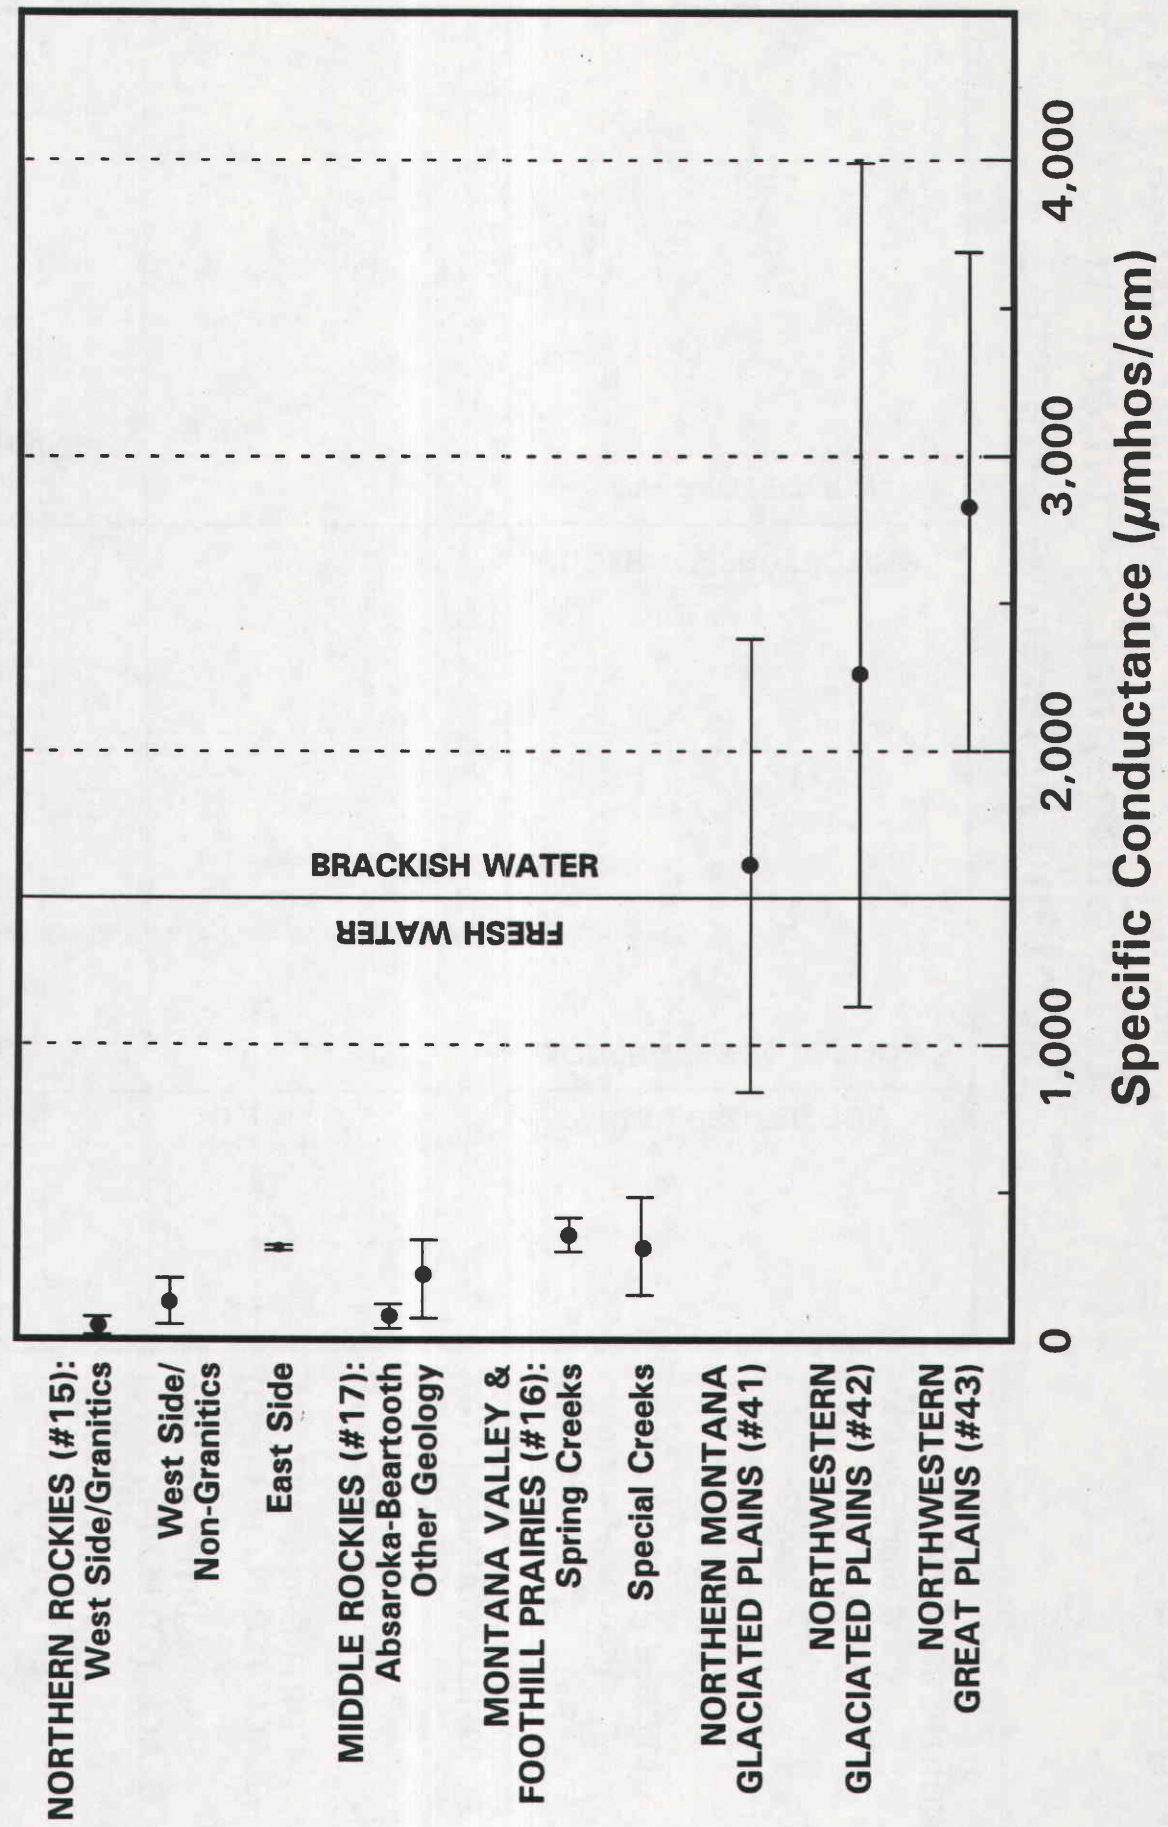 NORTHERN ROCKIES (#15):
West Side/Granitics
West Side/
Non-Granitics
East Side
MIDDLE ROCKIES (#17):
Absaroka-Beartooth
Other Geology
MONTANA VALLEY &
FOOTHILL PRAIRIES (#16):
Spring Creeks
Special Creeks
NORTHERN MONTANA
GLACIATED PLAINS (#41)
NORTHWESTERN
GLACIATED PLAINS (#42)
NORTHWESTERN
GREAT PLAINS (#43)
FRESH WATER
BRACKISH WATER
0
1,000
2,000
3,000
4,000
Specific Conductance (μmhos/cm)